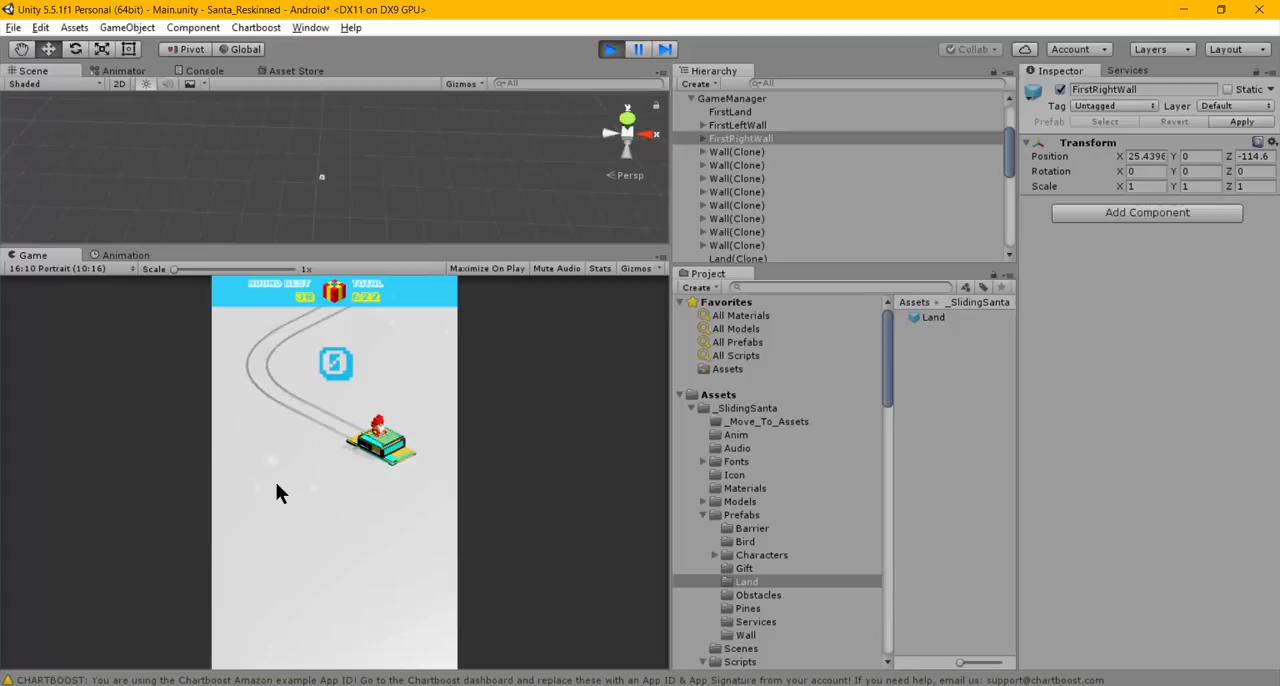 Unity 5.5.1f1 Personal (64bit) - Main.unity - Santa_Reskinned - Android* <DX11 on DX9 GPU>
File Edit Assets GameObject Component Chartboost Window Help
Pivot Global Collab Account Layers Layout
Scene Animator Console Asset Store
Shaded 2D Gizmos All
y x Persp
Game Animation
16:10 Portrait (10:16) Scale 1x Maximize On Play Mute Audio Stats Gizmos
ROUND BEST TOTAL
38 622
0
Hierarchy
Create All
GameManager
FirstLand
FirstLeftWall
FirstRightWall
Wall(Clone)
Wall(Clone)
Wall(Clone)
Wall(Clone)
Wall(Clone)
Wall(Clone)
Wall(Clone)
Wall(Clone)
Land(Clone)
Project
Create
Favorites
All Materials
All Models
All Prefabs
All Scripts
Assets
Assets
_SlidingSanta
_Move_To_Assets
Anim
Audio
Fonts
Icon
Materials
Models
Prefabs
Barrier
Bird
Characters
Gift
Land
Obstacles
Pines
Services
Wall
Scenes
Scripts
Assets _SlidingSanta
Land
Inspector Services
FirstRightWall Static
Tag Untagged Layer Default
Prefab Select Revert Apply
Transform
Position X 25.4396 Y 0 Z -114.6
Rotation X 0 Y 0 Z 0
Scale X 1 Y 1 Z 1
Add Component
CHARTBOOST: You are using the Chartboost Amazon example App ID! Go to the Chartboost dashboard and replace these with an App ID & App Signature from your account! If you need help, email us: support@chartboost.com